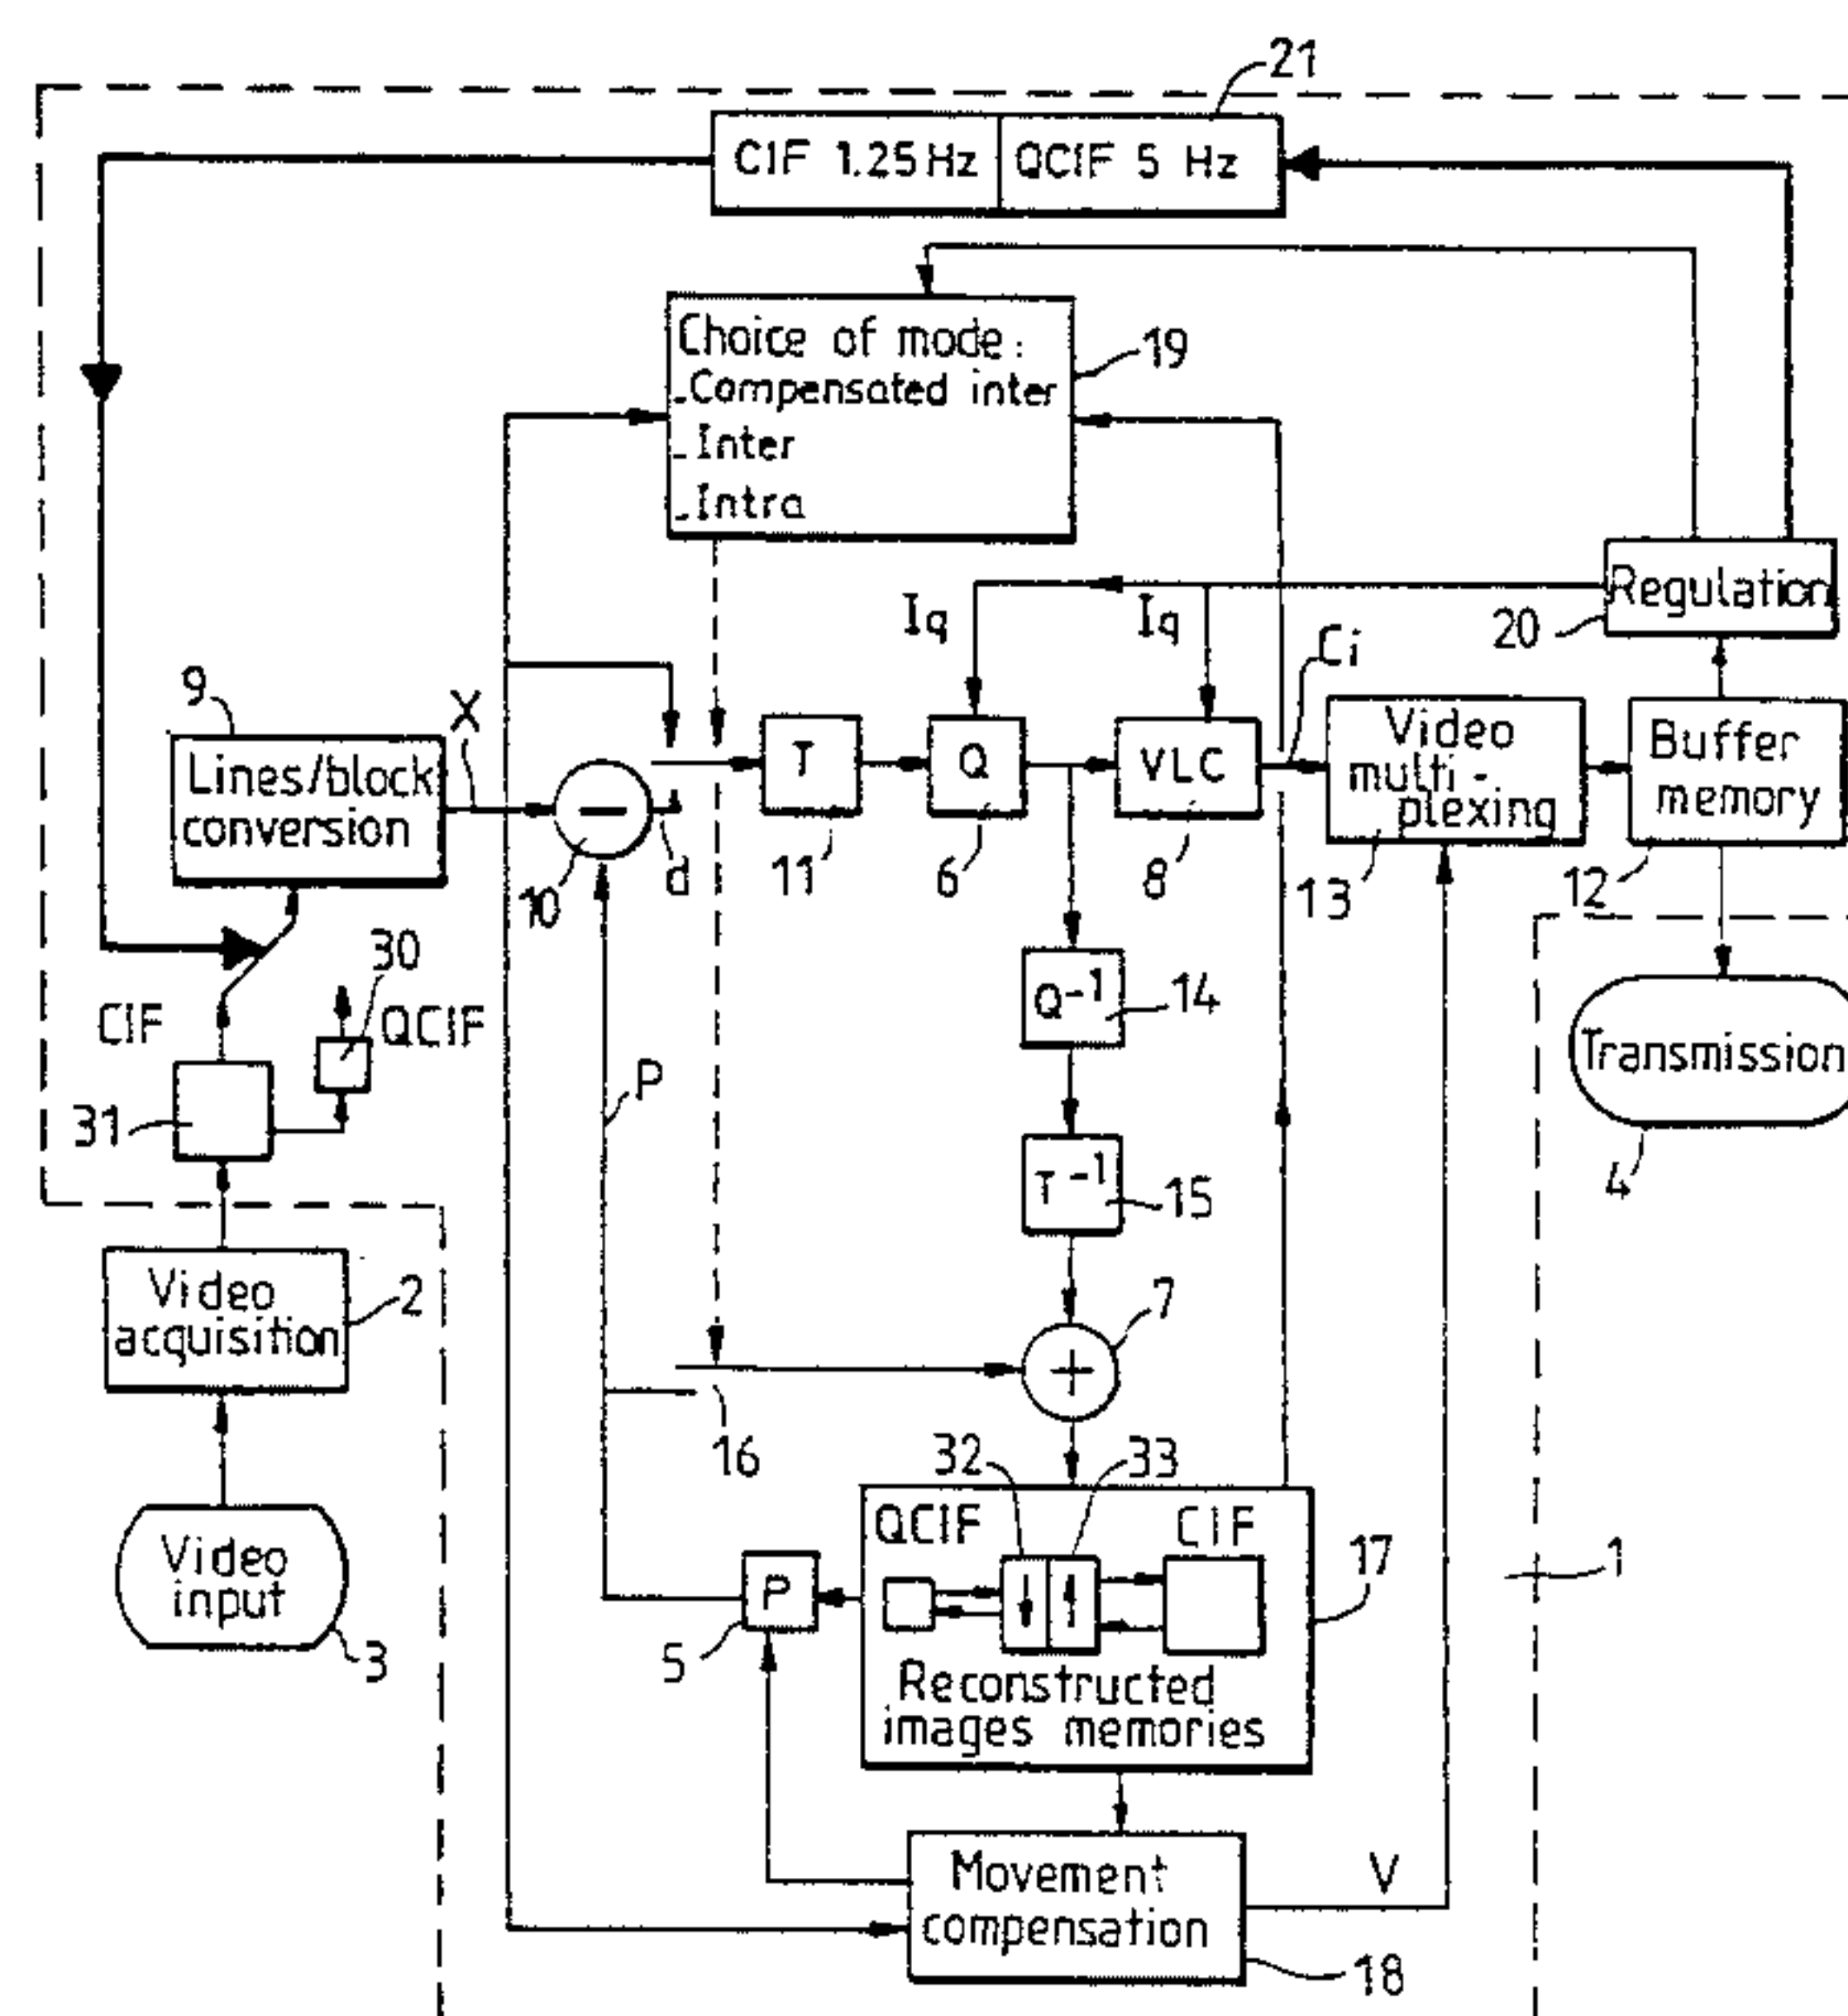 21
CIF 1.25 Hz
QCIF 5 Hz
Choice of mode:
-Compensated inter
-Inter
-Intra
19
Regulation
20
Iq
Iq
Ci
9
X
Lines/block
conversion
10
d
T
11
Q
6
VLC
8
Video
multi-
plexing
13
Buffer
memory
12
30
CIF
QCIF
31
P
Q-1
14
T-1
15
Transmission
4
Video
acquisition
2
7
16
32
33
Video
input
3
P
5
QCIF
CIF
17
Reconstructed
images memories
1
Movement
compensation
V
18